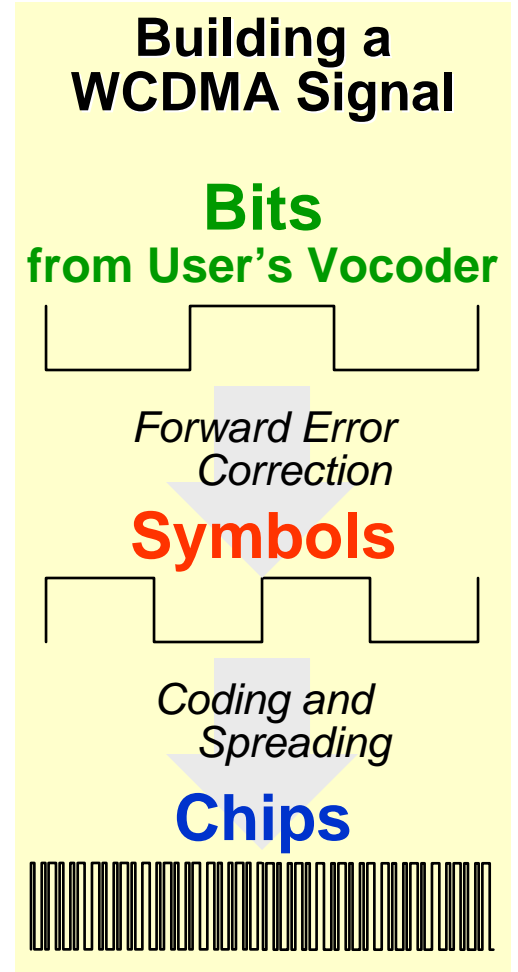 Building a
WCDMA Signal
Bits
from User's Vocoder
Forward Error
Correction
Symbols
Coding and
Spreading
Chips